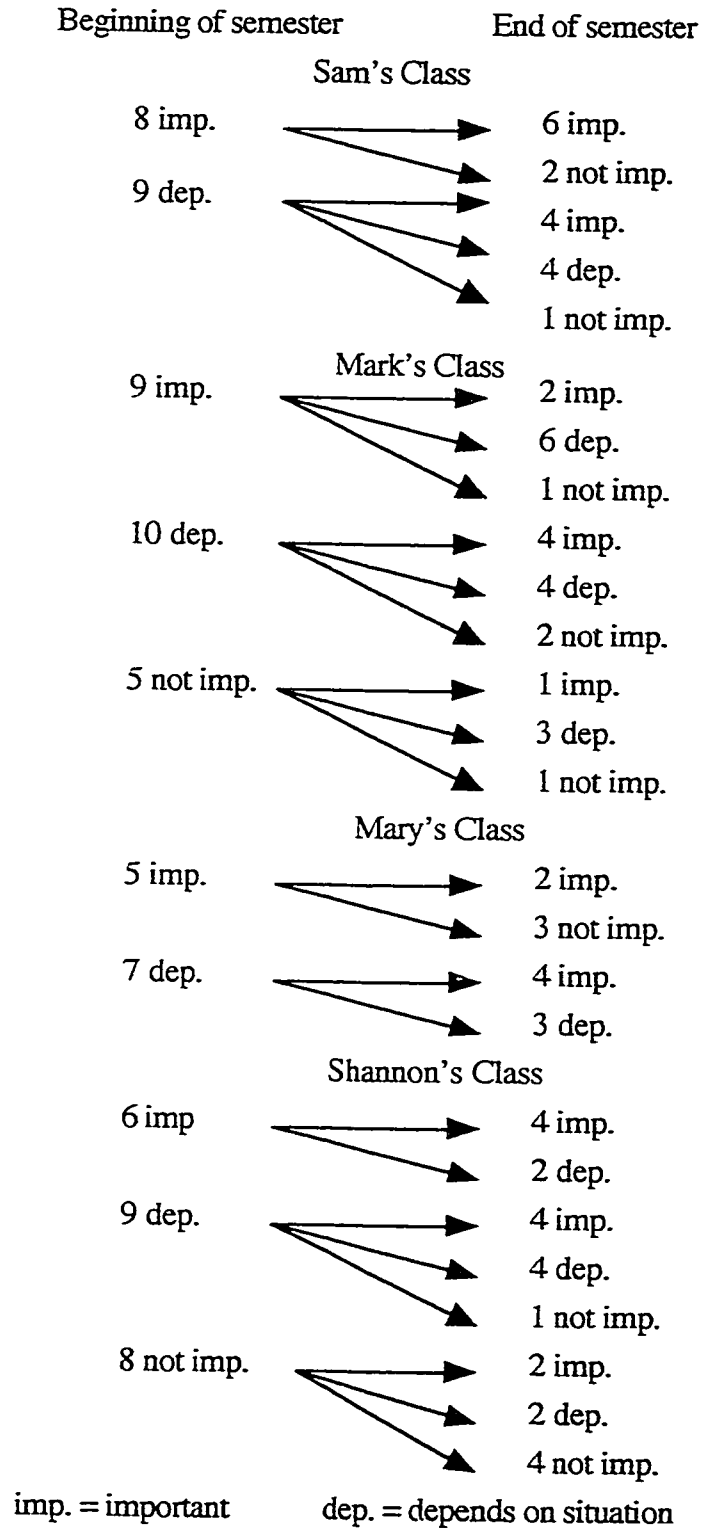 Beginning of semester End of semester
Sam's Class
8 imp. 6 imp.
2 not imp.
9 dep. 4 imp.
4 dep.
1 not imp.
Mark's Class
9 imp. 2 imp.
6 dep.
1 not imp.
10 dep. 4 imp.
4 dep.
2 not imp.
5 not imp. 1 imp.
3 dep.
1 not imp.
Mary's Class
5 imp. 2 imp.
3 not imp.
7 dep. 4 imp.
3 dep.
Shannon's Class
6 imp 4 imp.
2 dep.
9 dep. 4 imp.
4 dep.
1 not imp.
8 not imp. 2 imp.
2 dep.
4 not imp.
imp. = important dep. = depends on situation